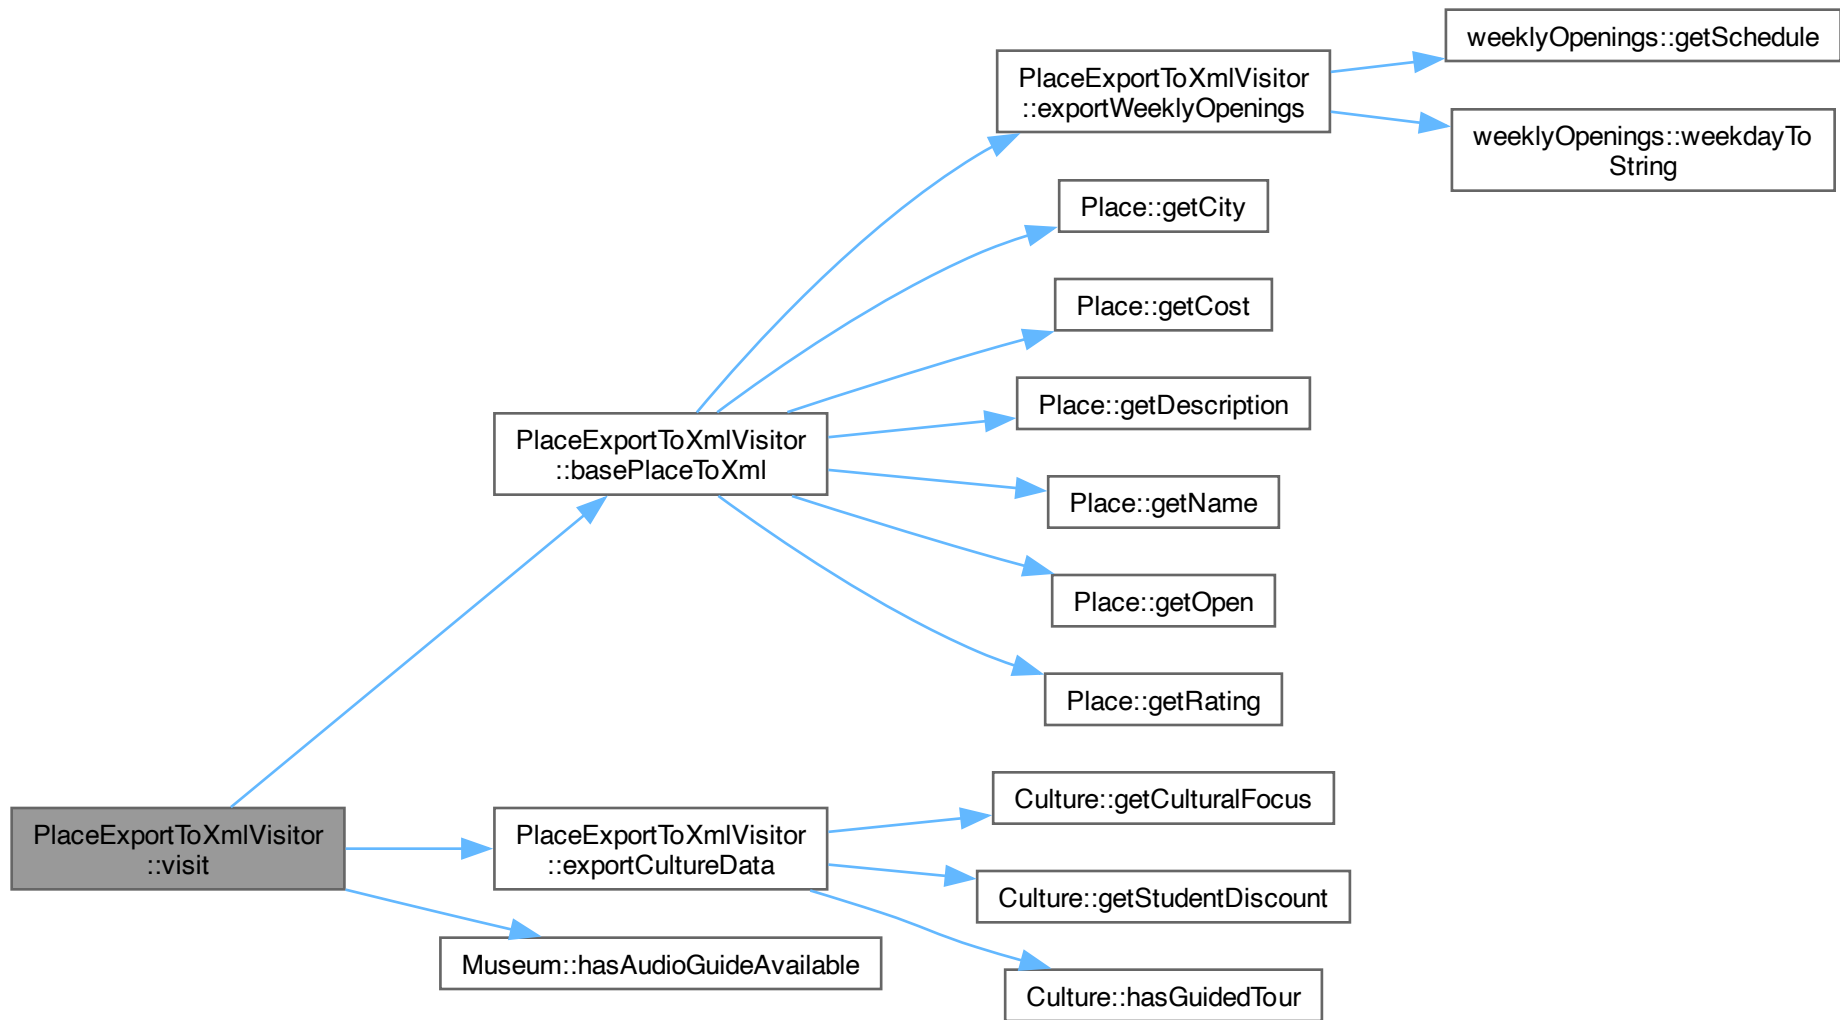 weeklyOpenings::getSchedule
PlaceExportToXmlVisitor
::exportWeeklyOpenings
weeklyOpenings::weekdayTo
String
Place::getCity
Place::getCost
Place::getDescription
PlaceExportToXmlVisitor
::basePlaceToXml
Place::getName
Place::getOpen
Place::getRating
Culture::getCulturalFocus
PlaceExportToXmlVisitor
::visit
PlaceExportToXmlVisitor
::exportCultureData
Culture::getStudentDiscount
Museum::hasAudioGuideAvailable
Culture::hasGuidedTour